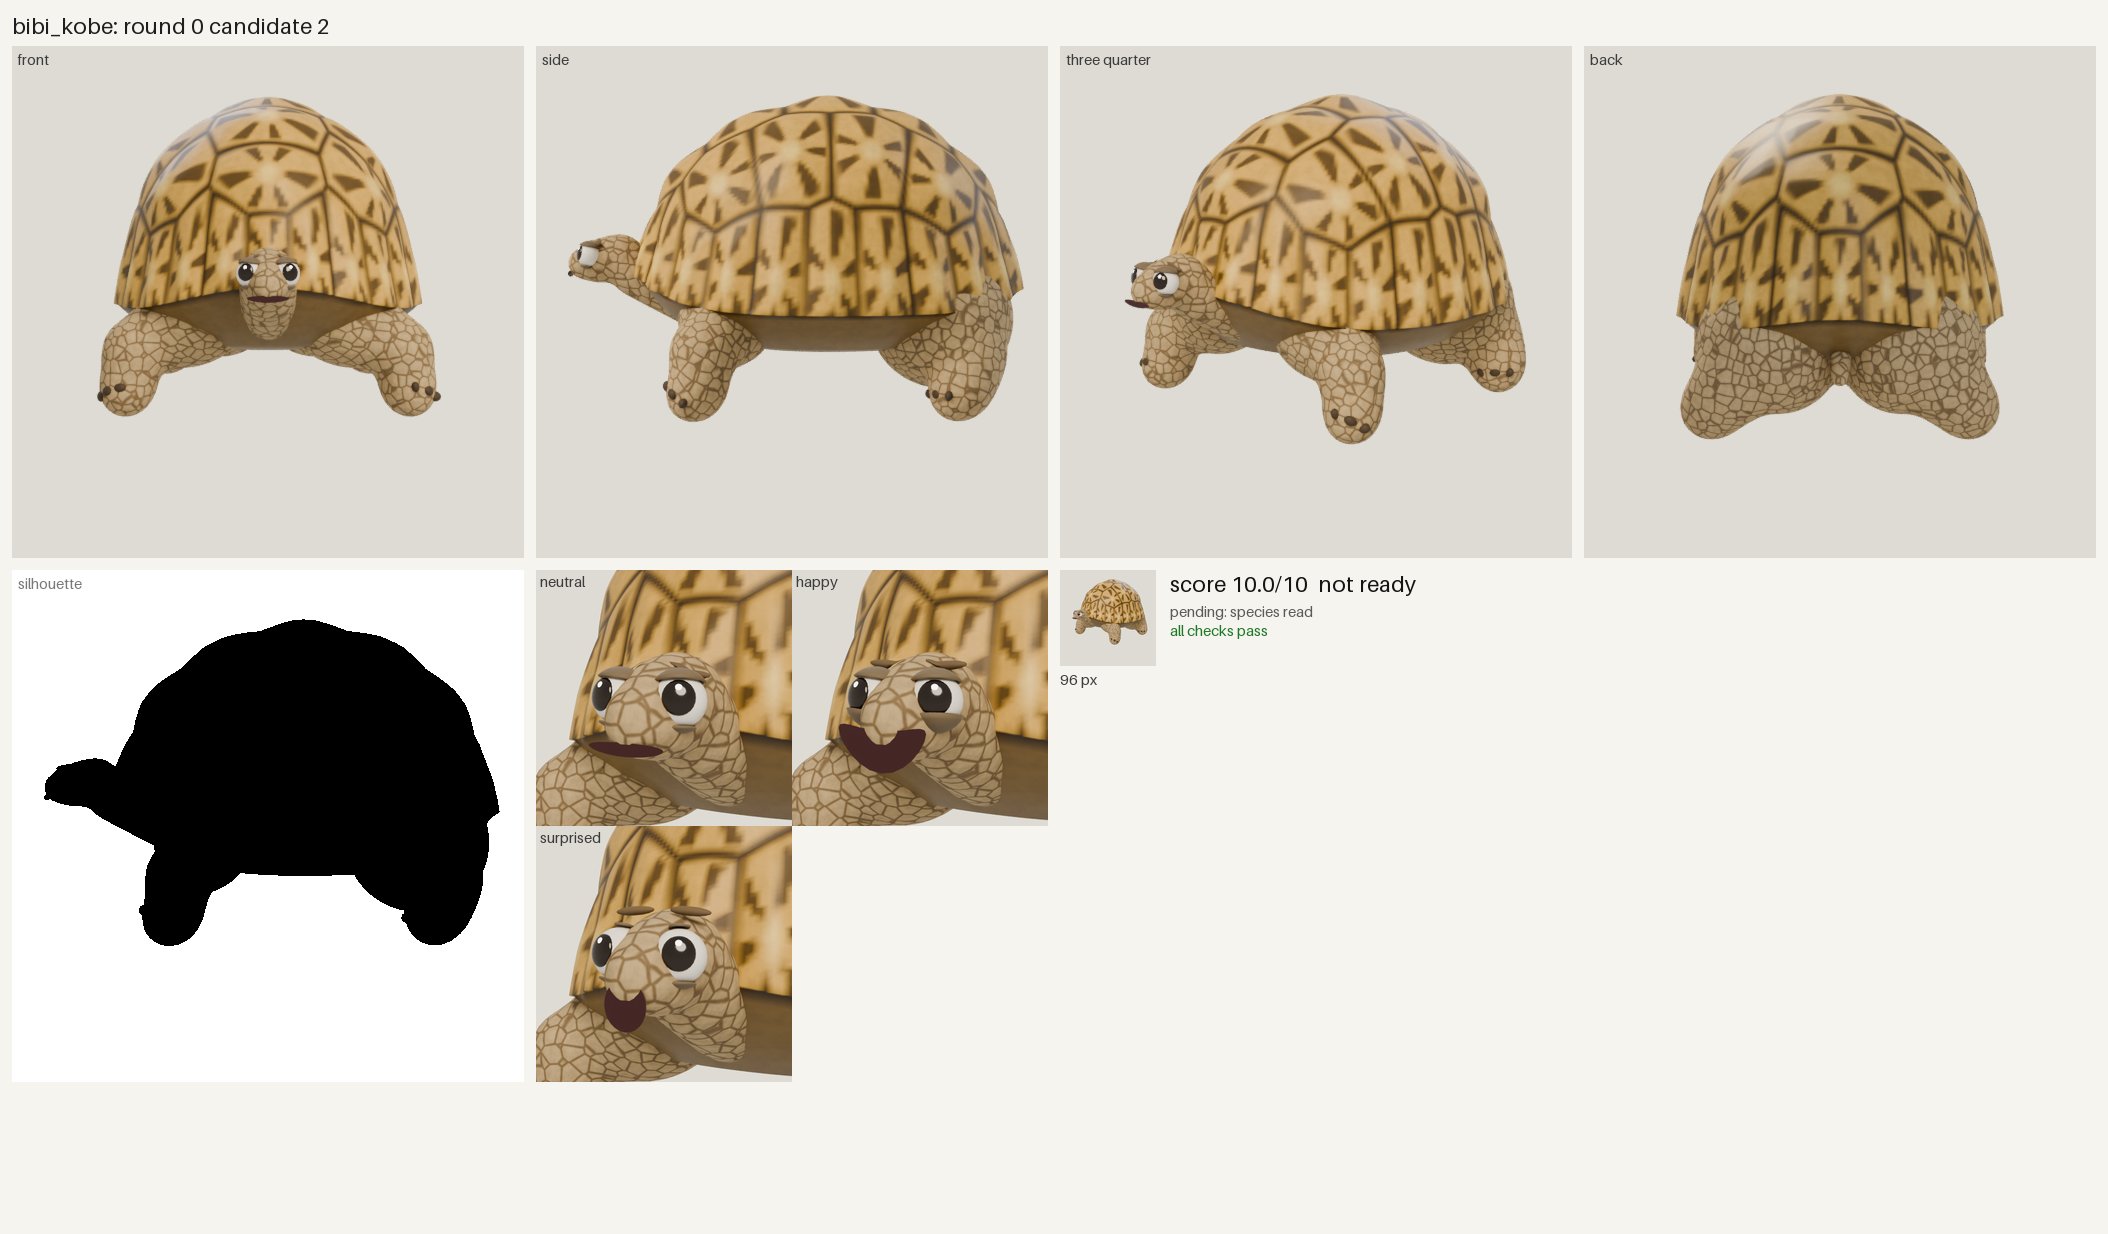 bibi_kobe: round 0 candidate 2
front
side
three quarter
back
silhouette
neutral
happy
surprised
96 px
score 10.0/10 not ready
pending: species read
all checks pass